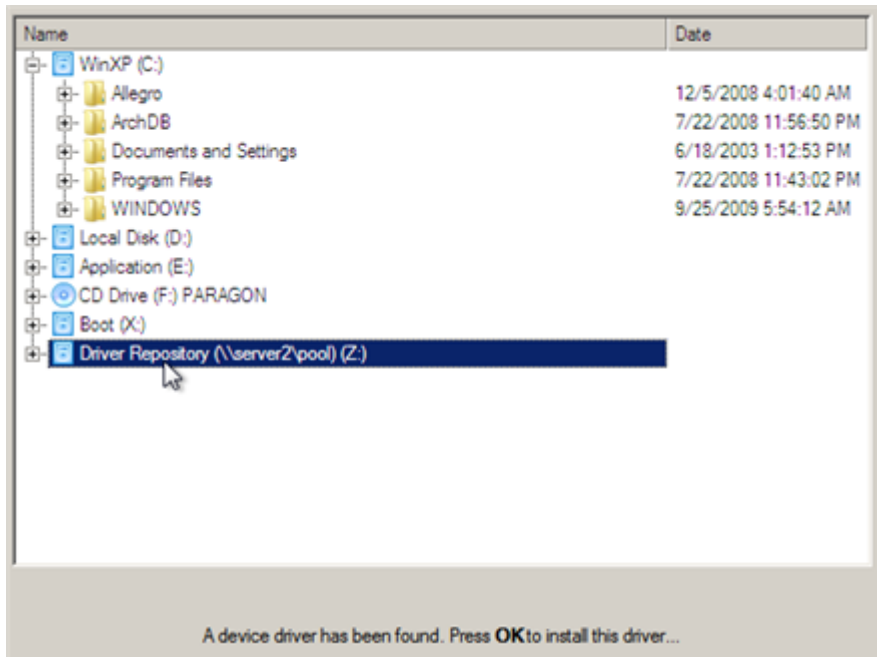 Name Date
WinXP (C:)
Allegro 12/5/2008 4:01:40 AM
ArchDB 7/22/2008 11:56:50 PM
Documents and Settings 6/18/2003 1:12:53 PM
Program Files 7/22/2008 11:43:02 PM
WINDOWS 9/25/2009 5:54:12 AM
Local Disk (D:)
Application (E:)
CD Drive (F:) PARAGON
Boot (X:)
Driver Repository (\\server2\pool) (Z:)
A device driver has been found. Press OK to install this driver...